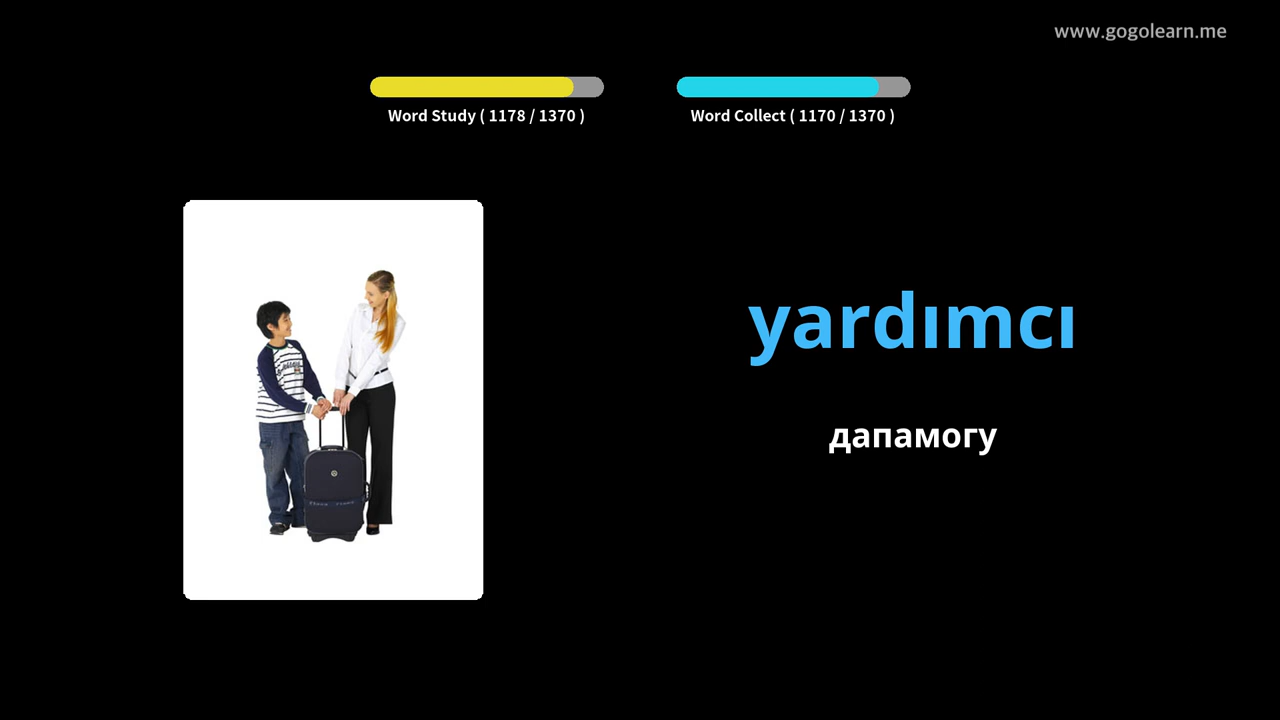 www.gogolearn.me
Word Study ( 1178 / 1370 )
Word Collect ( 1170 / 1370 )
yardımcı
дапамогу